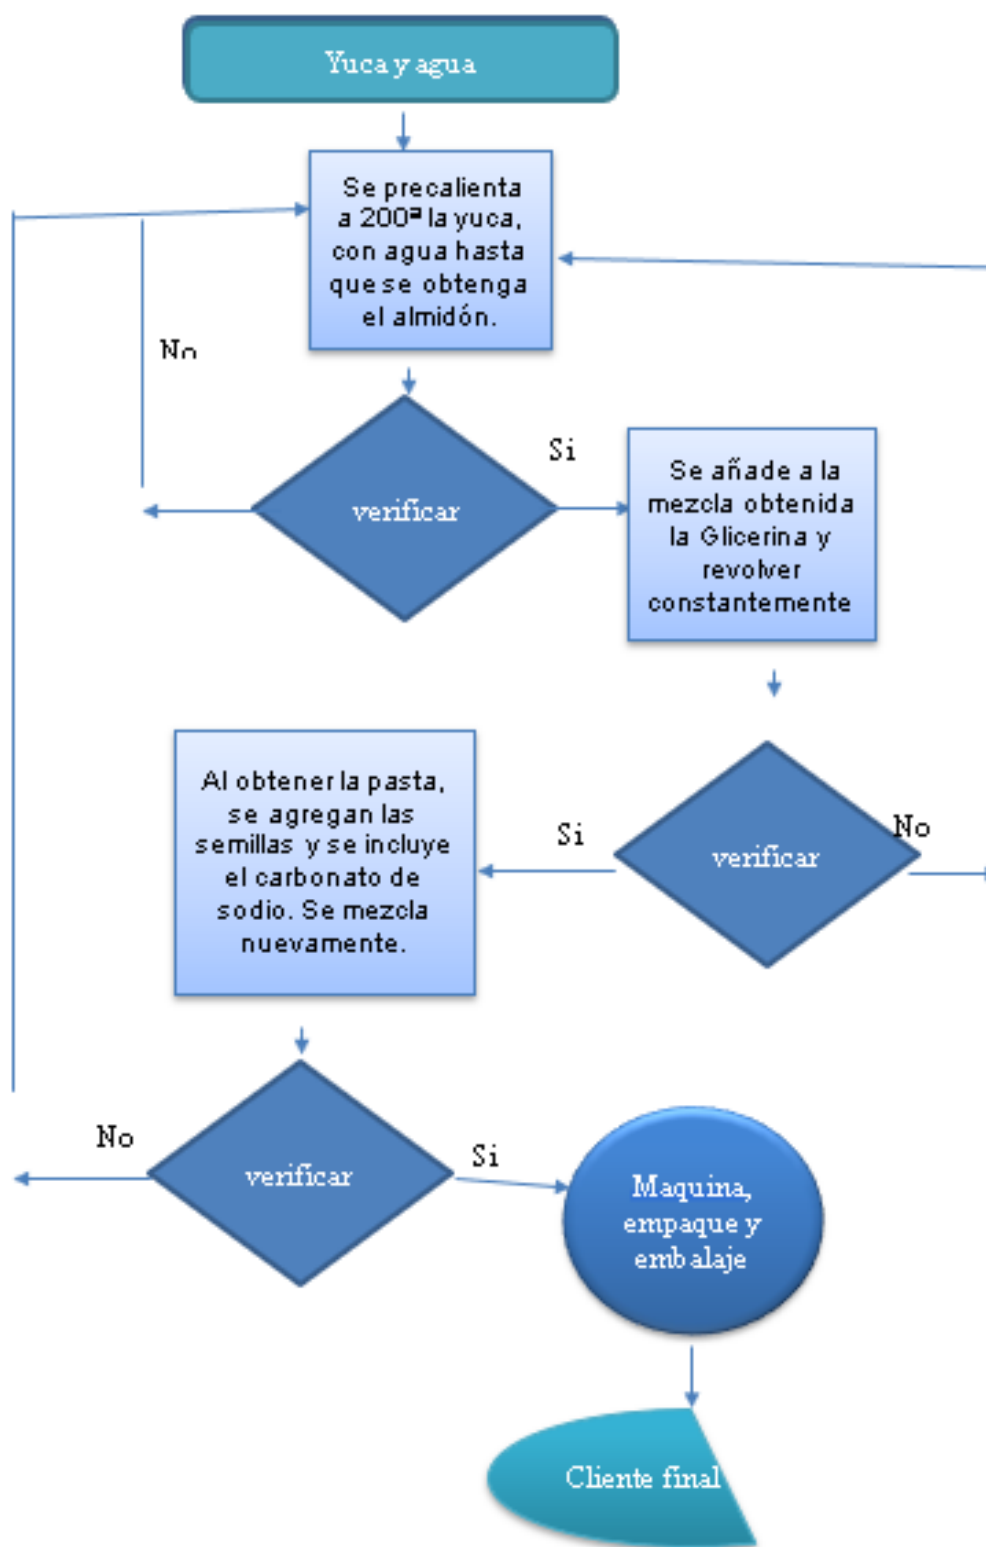 Yuca y agua
Se precalienta
a 200ª la yuca,
con agua hasta
que se obtenga
el almidón.
No
verificar
Si
Se añade a la
mezcla obtenida
la Glicerina y
revolver
constantemente
Al obtener la pasta,
se agregan las
semillas y se incluye
el carbonato de
sodio. Se mezcla
nuevamente.
Si
verificar
No
No
verificar
Si
Maquina,
empaque y
embalaje
Cliente final